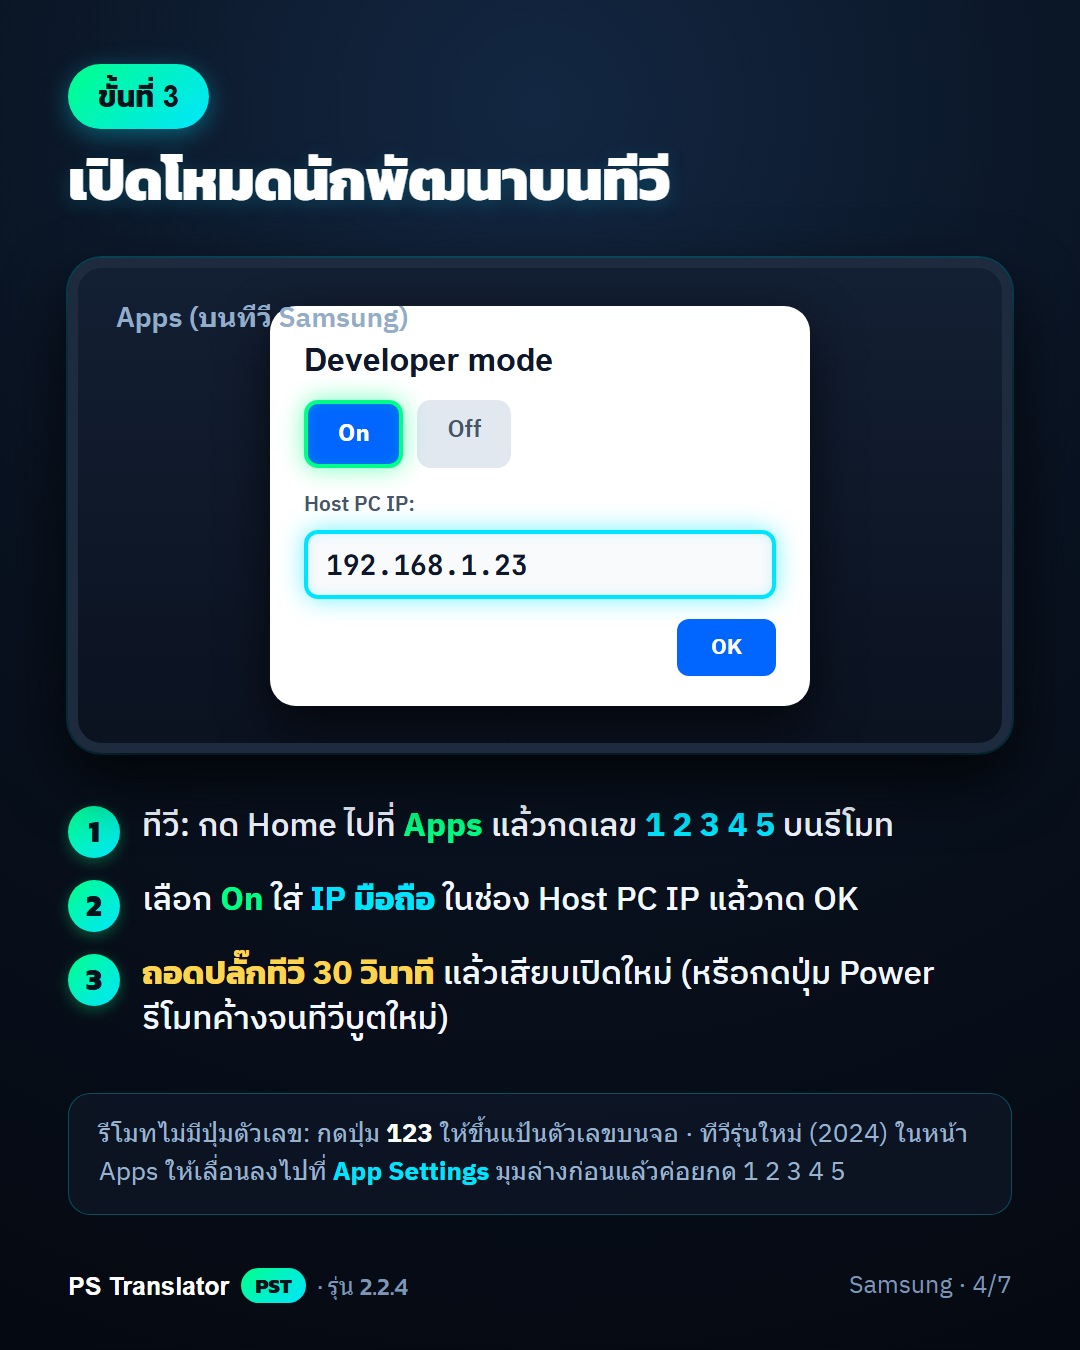 ขั้นที่ 3
เปิดโหมดนักพัฒนาบนทีวี
Apps (บนทีวี Samsung)
Developer mode
On Off
Host PC IP:
192.168.1.23
OK
1 ทีวี: กด Home ไปที่ Apps แล้วกดเลข 1 2 3 4 5 บนรีโมท
2 เลือก On ใส่ IP มือถือ ในช่อง Host PC IP แล้วกด OK
3 ถอดปลั๊กทีวี 30 วินาที แล้วเสียบเปิดใหม่ (หรือกดปุ่ม Power
รีโมทค้างจนทีวีบูตใหม่)
รีโมทไม่มีปุ่มตัวเลข: กดปุ่ม 123 ให้ขึ้นแป้นตัวเลขบนจอ · ทีวีรุ่นใหม่ (2024) ในหน้า
Apps ให้เลื่อนลงไปที่ App Settings มุมล่างก่อนแล้วค่อยกด 1 2 3 4 5
PS Translator PST · รุ่น 2.2.4
Samsung · 4/7